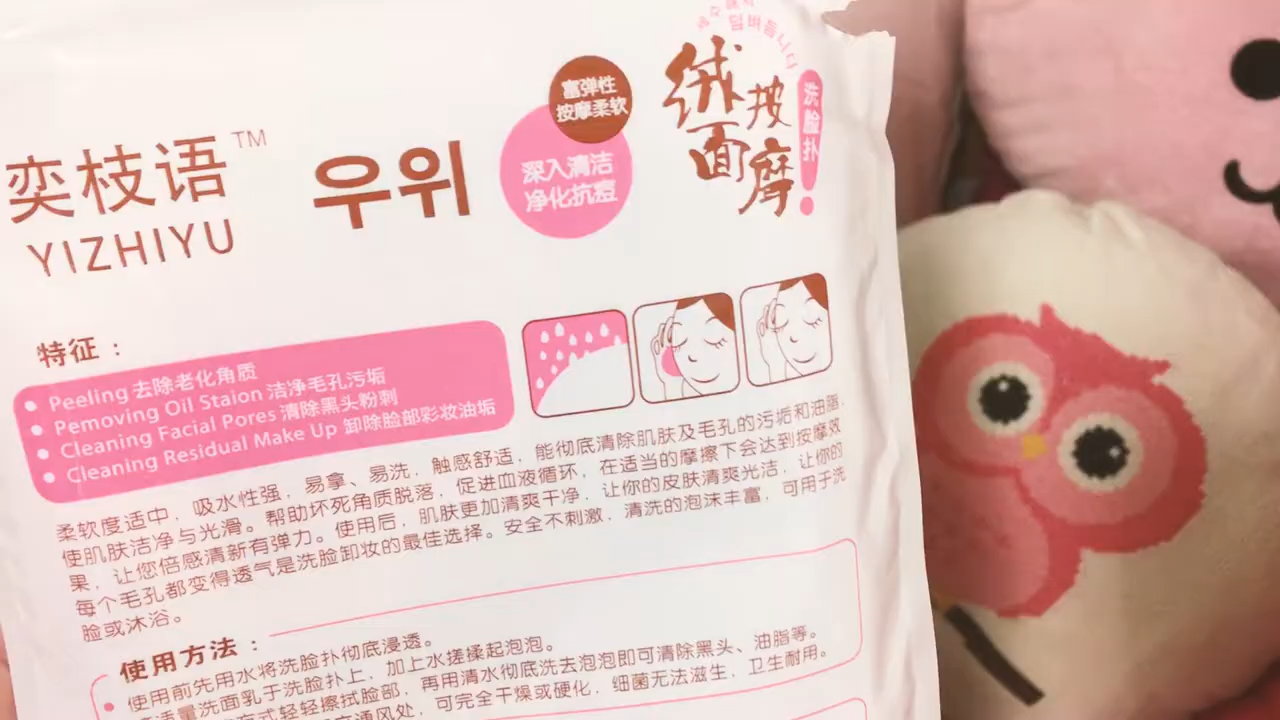 奕枝语™
YIZHIYU
우위
富弹性
按摩柔软
深入清洁
净化抗痘
绒面按摩
洗脸扑
特征：
• Peeling 去除老化角质
• Pemoving Oil Staion 洁净毛孔污垢
• Cleaning Facial Pores 清除黑头粉刺
• Cleaning Residual Make Up 卸除脸部彩妆油垢
柔软度适中，吸水性强，易拿、易洗，触感舒适，能彻底清除肌肤及毛孔的污垢和油脂，
使肌肤洁净与光滑。帮助坏死角质脱落，促进血液循环，在适当的摩擦下会达到按摩效
果，让您倍感清新有弹力。使用后，肌肤更加清爽干净，让你的皮肤清爽光洁，让你的
每个毛孔都变得透气是洗脸卸妆的最佳选择。安全不刺激，清洗的泡沫丰富，可用于洗
脸或沐浴。
使用方法：
• 使用前先用水将洗脸扑彻底浸透。
适量洗面乳于洗脸扑上，加上水搓揉起泡泡。
方式轻轻擦拭脸部，再用清水彻底洗去泡泡即可清除黑头、油脂等。
通风处，可完全干燥或硬化，细菌无法滋生，卫生耐用。